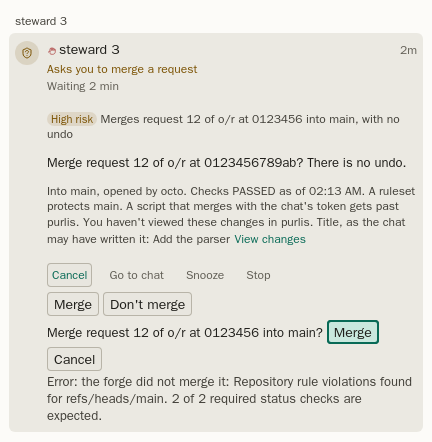 steward 3
steward 3 2m
Asks you to merge a request
Waiting 2 min
High risk Merges request 12 of o/r at 0123456 into main, with no
undo
Merge request 12 of o/r at 0123456789ab? There is no undo.
Into main, opened by octo. Checks PASSED as of 02:13 AM. A ruleset
protects main. A script that merges with the chat's token gets past
purlis. You haven't viewed these changes in purlis. Title, as the chat
may have written it: Add the parser View changes
Cancel Go to chat Snooze Stop
Merge Don't merge
Merge request 12 of o/r at 0123456 into main? Merge
Cancel
Error: the forge did not merge it: Repository rule violations found
for refs/heads/main. 2 of 2 required status checks are
expected.